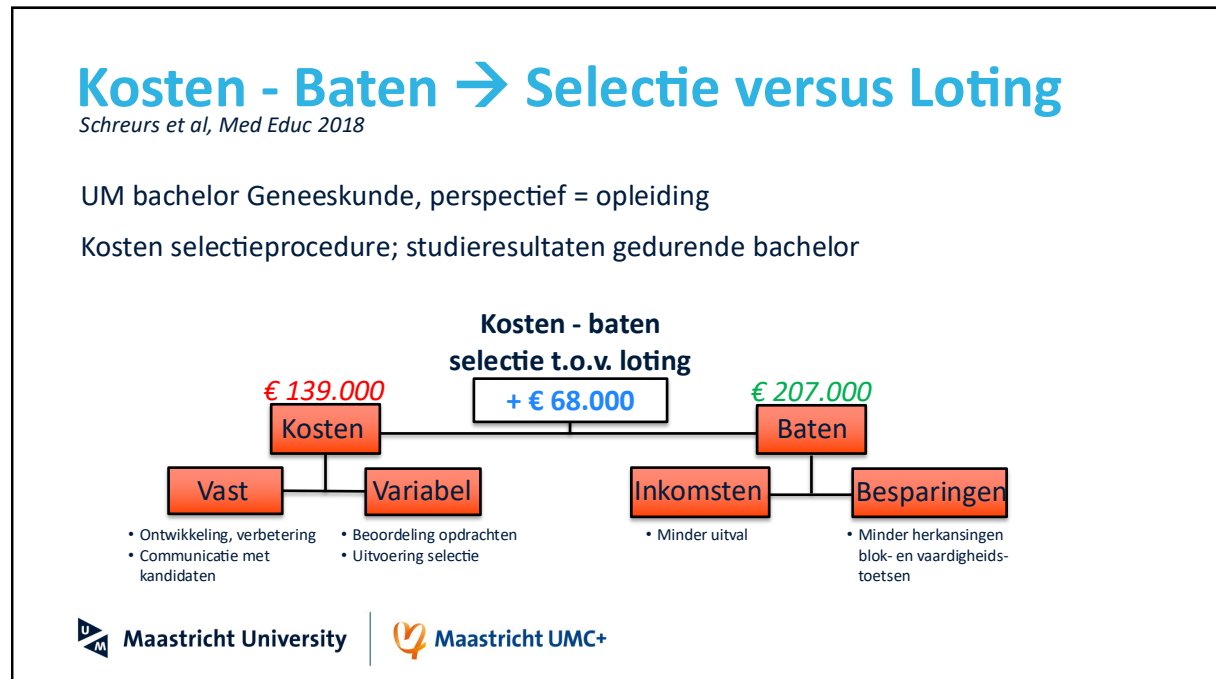 Kosten - Baten → Selectie versus Loting
Schreurs et al, Med Educ 2018
UM bachelor Geneeskunde, perspectief = opleiding
Kosten selectieprocedure; studieresultaten gedurende bachelor
Kosten - baten
selectie t.o.v. loting
€ 139.000
+ € 68.000
€ 207.000
Kosten
Baten
Vast
Variabel
Inkomsten
Besparingen
• Ontwikkeling, verbetering
• Communicatie met
kandidaten
• Beoordeling opdrachten
• Uitvoering selectie
• Minder uitval
• Minder herkansingen
blok- en vaardigheids-
toetsen
UM
Maastricht University
Maastricht UMC+